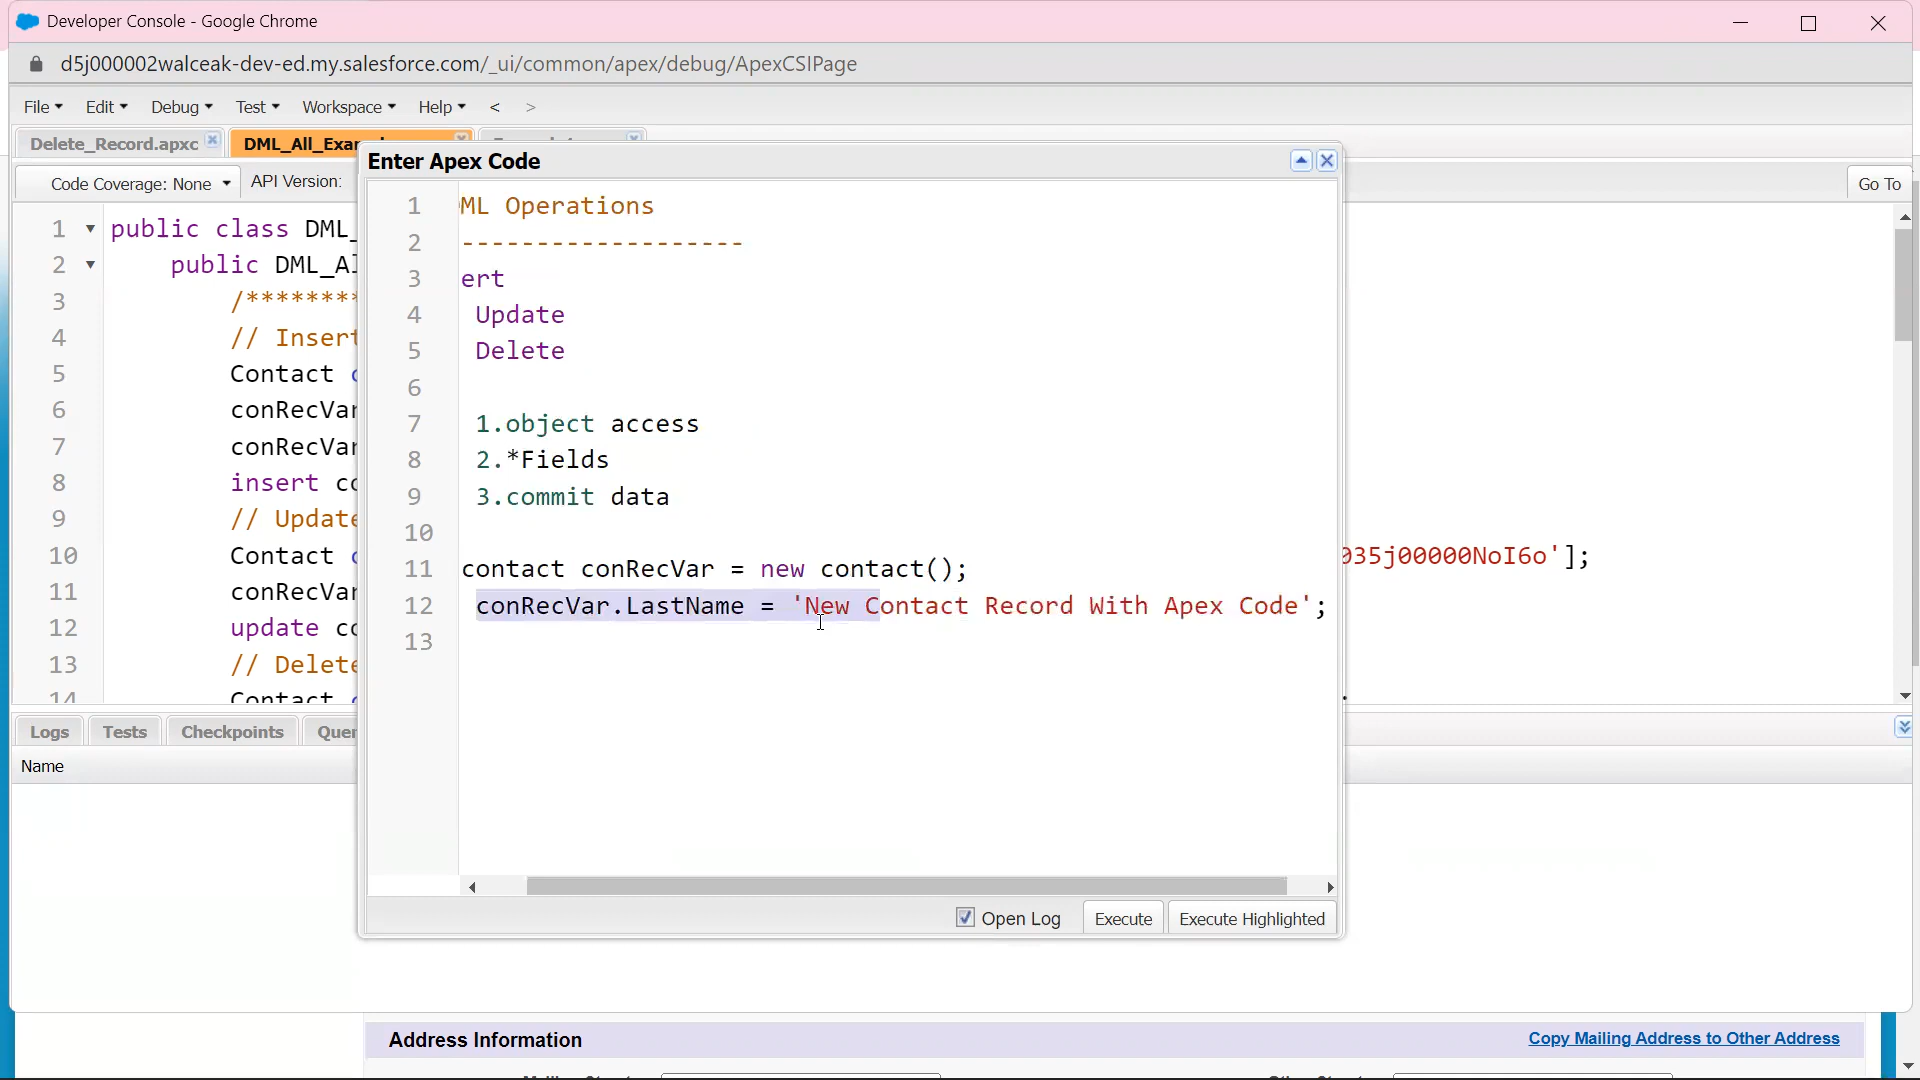 Developer Console - Google Chrome
d5j000002walceak-dev-ed.my.salesforce.com/_ui/common/apex/debug/ApexCSIPage
File Edit Debug Test Workspace Help < >
Delete_Record.apxc DML_All_Exam
Code Coverage: None API Version: Go To
1 public class DML_
2 public DML_Al
3 /********
4 // Insert
5 Contact c
6 conRecVar
7 conRecVar
8 insert co
9 // Update
10 Contact c 035j00000NoI6o'];
11 conRecVar
12 update co
13 // Delete
14 Contact c
Enter Apex Code
1 ML Operations
2 -------------------
3 ert
4 Update
5 Delete
6
7 1.object access
8 2.*Fields
9 3.commit data
10
11 contact conRecVar = new contact();
12 conRecVar.LastName = 'New Contact Record With Apex Code';
13
Open Log Execute Execute Highlighted
Logs Tests Checkpoints Quer
Name
Address Information Copy Mailing Address to Other Address